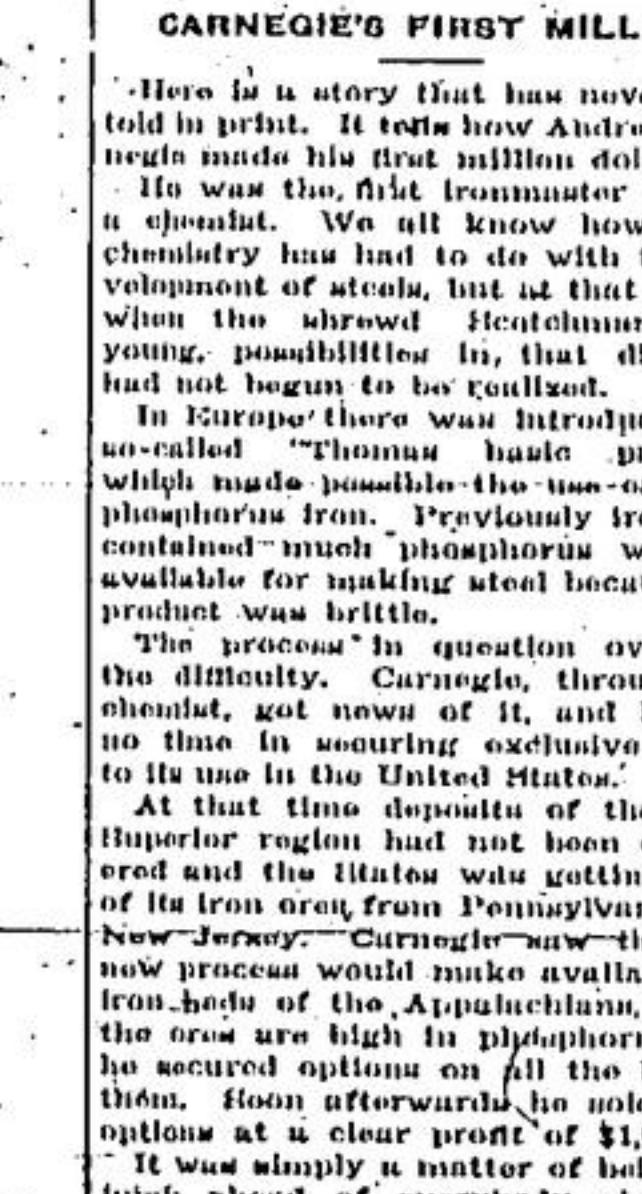 CARNEGIE'S FIRST MILL
Here is a story that has neve
told in print. It tells how Andre
negie made his first million dol
He was the first ironmaster
a chemist. We all know how
chemistry has had to do with
velopment of steels, but at that
when the shrewd Scotchman
young, possibilities in that di
had not begun to be realized.
In Europe there was introdu
so-called "Thomas basic pr
which made possible the use o
phosphorus iron. Previously iro
contained much phosphorus w
available for making steel becau
product was brittle.
The process in question ov
the difficulty. Carnegie, throu
chemist, got news of it, and
no time in securing exclusive
to its use in the United States.
At that time deposits of the
Superior region had not been
ered and the States was gettin
of its iron ores from Pennsylvan
New Jersey. Carnegie saw th
new process would make availa
iron beds of the Appalachians,
the ores are high in phosphoru
he secured options on all the
them. Soon afterwards he sold
options at a clear profit of $1,
It was simply a matter of bei
ahead of